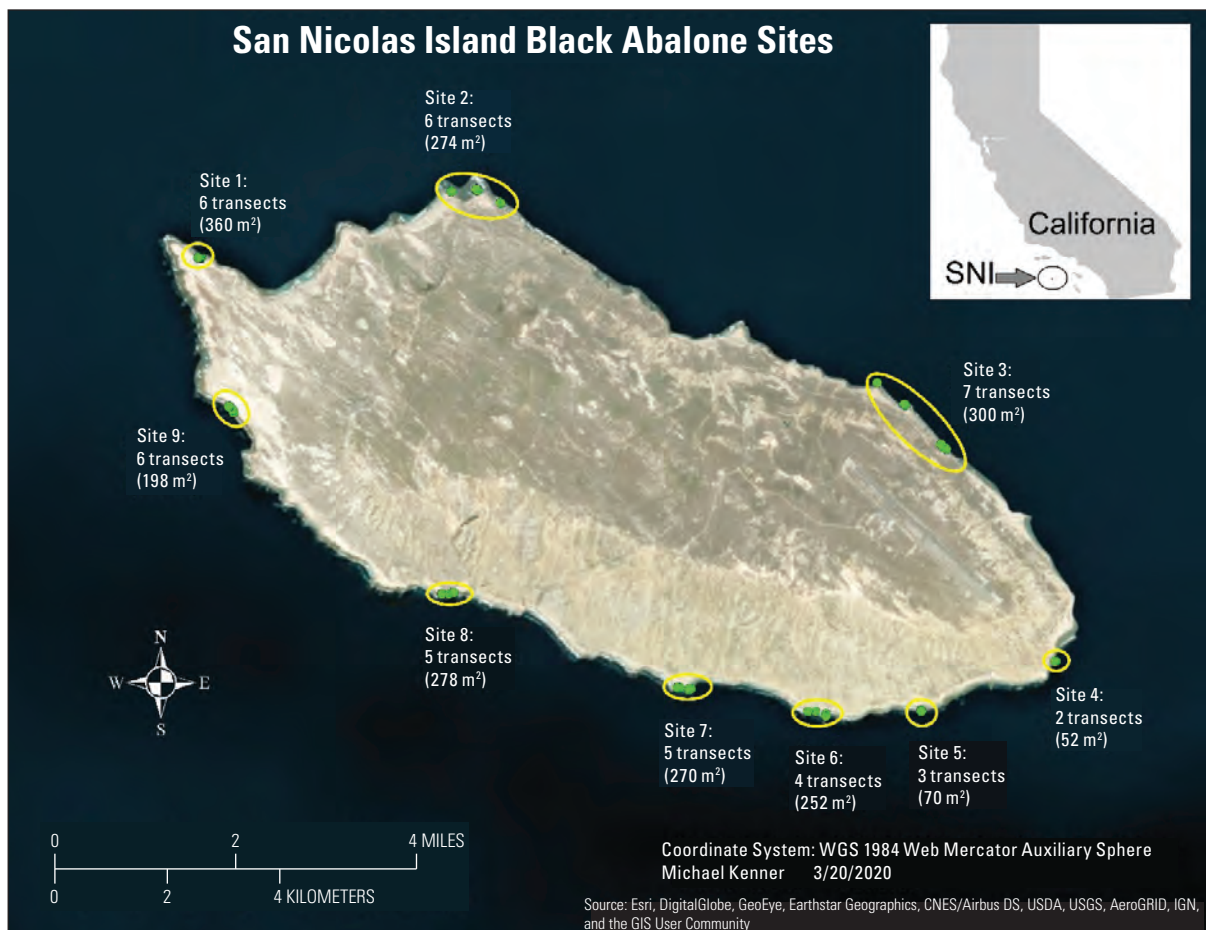 San Nicolas Island Black Abalone Sites
California
SNI
Site 1:
6 transects
(360 m²)
Site 2:
6 transects
(274 m²)
Site 3:
7 transects
(300 m²)
Site 9:
6 transects
(198 m²)
Site 8:
5 transects
(278 m²)
Site 7:
5 transects
(270 m²)
Site 6:
4 transects
(252 m²)
Site 5:
3 transects
(70 m²)
Site 4:
2 transects
(52 m²)
N
W E
S
0 2 4 MILES
0 2 4 KILOMETERS
Coordinate System: WGS 1984 Web Mercator Auxiliary Sphere
Michael Kenner 3/20/2020
Source: Esri, DigitalGlobe, GeoEye, Earthstar Geographics, CNES/Airbus DS, USDA, USGS, AeroGRID, IGN,
and the GIS User Community